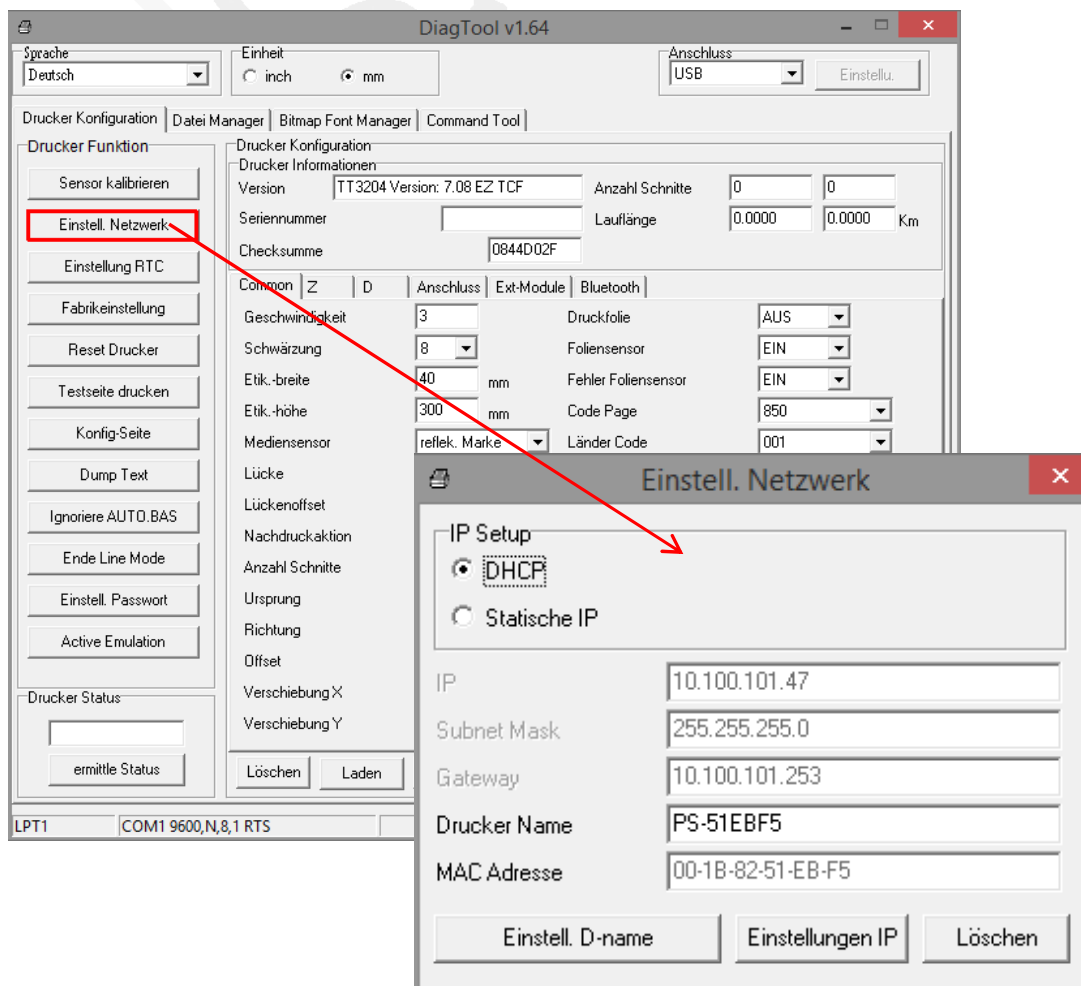 DiagTool v1.64
Sprache Einheit Anschluss
Deutsch inch mm USB Einstellu.
Drucker Konfiguration Datei Manager Bitmap Font Manager Command Tool
Drucker Funktion
Sensor kalibrieren
Einstell. Netzwerk
Einstellung RTC
Fabrikeinstellung
Reset Drucker
Testseite drucken
Konfig-Seite
Dump Text
Ignoriere AUTO.BAS
Ende Line Mode
Einstell. Passwort
Active Emulation
Drucker Status
ermittle Status
Drucker Konfiguration
Drucker Informationen
Version TT3204 Version: 7.08 EZ TCF Anzahl Schnitte 0 0
Seriennummer Lauflänge 0.0000 0.0000 Km
Checksumme 0844D02F
Common Z D Anschluss Ext-Module Bluetooth
Geschwindigkeit 3 Druckfolie AUS
Schwärzung 8 Foliensensor EIN
Etik.-breite 40 mm Fehler Foliensensor EIN
Etik.-höhe 300 mm Code Page 850
Mediensensor reflek. Marke Länder Code 001
Lücke
Lückenoffset
Nachdruckaktion
Anzahl Schnitte
Ursprung
Richtung
Offset
Verschiebung X
Verschiebung Y
Löschen Laden
LPT1 COM1 9600,N,8,1 RTS
Einstell. Netzwerk
IP Setup
DHCP
Statische IP
IP 10.100.101.47
Subnet Mask 255.255.255.0
Gateway 10.100.101.253
Drucker Name PS-51EBF5
MAC Adresse 00-1B-82-51-EB-F5
Einstell. D-name Einstellungen IP Löschen